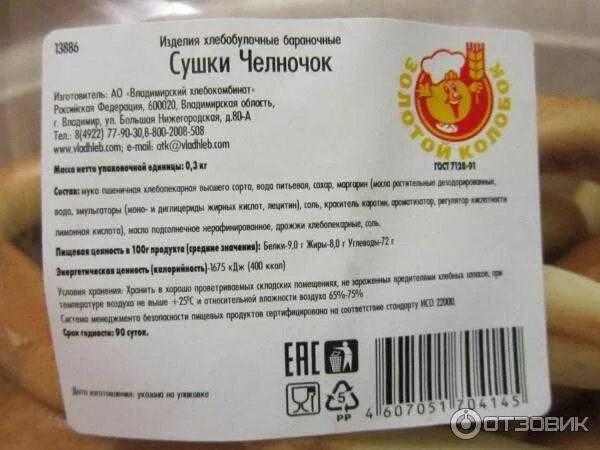 13886
Изделия хлебобулочные бараночные
Сушки Челночок
ЗОЛОТОЙ КОЛОБОК
Изготовитель: АО «Владимирский хлебокомбинат»
Российская Федерация, 600020, Владимирская область,
г. Владимир, ул. Большая Нижегородская, д.80-А
Тел.: 8(4922) 77-90-30,8-800-2008-508
www.vladhleb.com; e-mail: otk@vladhleb.com
ГОСТ 7128-91
Масса нетто упаковочной единицы: 0,3 кг
Состав: мука пшеничная хлебопекарная высшего сорта, вода питьевая, сахар, маргарин (масла растительные дезодорированные,
вода, эмульгаторы (моно- и диглицериды жирных кислот, лецитин), соль, краситель каротин, ароматизатор, регулятор кислотности
лимонная кислота), масло подсолнечное нерафинированное, дрожжи хлебопекарные, соль.
Пищевая ценность в 100г продукта (средние значения): Белки-9,0 г Жиры-8,0 г Углеводы-72 г
Энергетическая ценность (калорийность)-1675 кДж (400 ккал)
Условия хранения: Хранить в хорошо проветриваемых складских помещениях, не зараженных вредителями хлебных запасов, при
температуре воздуха не выше +25°С и относительной влажности воздуха 65%-75%
Система менеджмента безопасности пищевых продуктов сертифицирована на соответствие стандарту ИСО 22000.
Срок годности: 90 суток.
EAC
Дата изготовления: указана на упаковке
5
PP
4 607051 704145
ОТЗОВИК